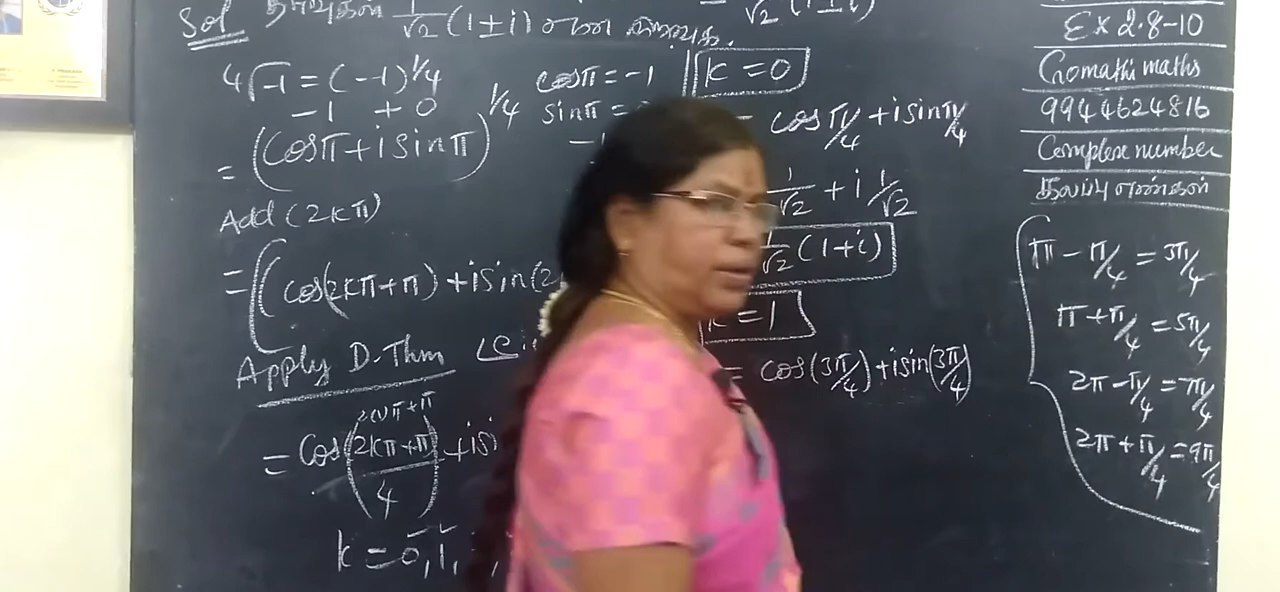 Sol
1/√2 (1±i)
√2 (1±i)
⁴√-1 = (-1)^1/4
-1 + 0
= (cosπ + i sinπ)^1/4
Add (2kπ)
= (cos(2kπ+π) + i sin(2
Apply D.Thm
2(1)π+π
= cos(2kπ+π / 4) + isi
k = 0, 1,
cosπ = -1
sinπ =
k = 0
cos π/4 + i sin π/4
1/√2 + i 1/√2
1/√2 (1+i)
k = 1
= cos(3π/4) + i sin(3π/4)
Ex 2.8-10
Gomathi maths
9944624816
Complex number
கலப்பு எண்கள்
π - π/4 = 3π/4
π + π/4 = 5π/4
2π - π/4 = 7π/4
2π + π/4 = 9π/4